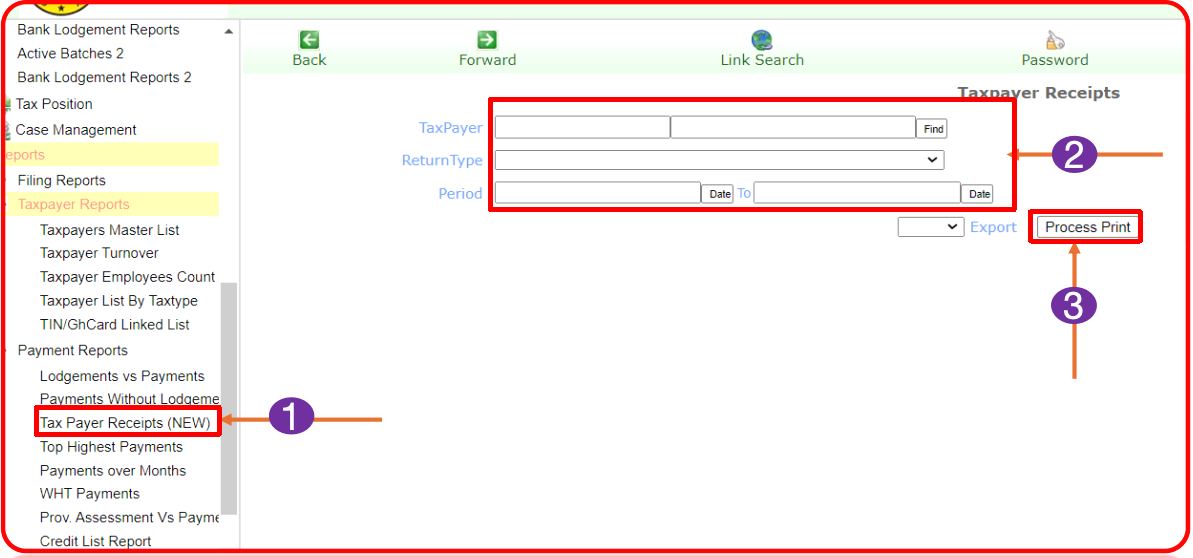 Bank Lodgement Reports
Active Batches 2
Bank Lodgement Reports 2
Tax Position
Case Management
eports
Filing Reports
Taxpayer Reports
Taxpayers Master List
Taxpayer Turnover
Taxpayer Employees Count
Taxpayer List By Taxtype
TIN/GhCard Linked List
Payment Reports
Lodgements vs Payments
Payments Without Lodgeme
Tax Payer Receipts (NEW)
Top Highest Payments
Payments over Months
WHT Payments
Prov. Assessment Vs Payme
Credit List Report
1
Back Forward Link Search Password
Taxpayer Receipts
TaxPayer Find
ReturnType
Period Date To Date
2
Export Process Print
3